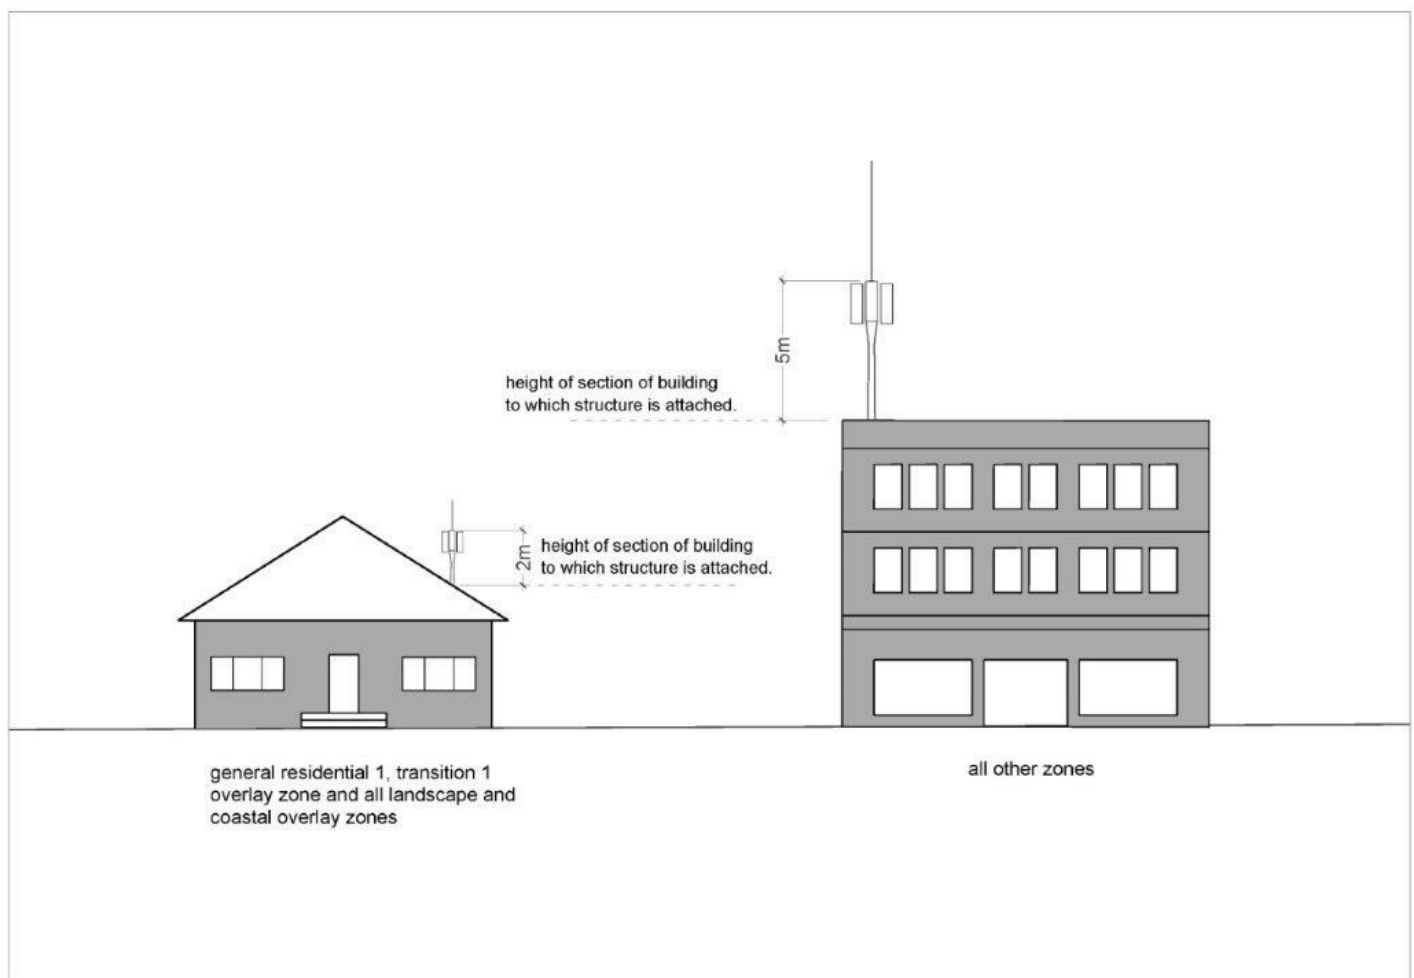 5m
height of section of building
to which structure is attached.
2m
height of section of building
to which structure is attached.
general residential 1, transition 1
overlay zone and all landscape and
coastal overlay zones
all other zones